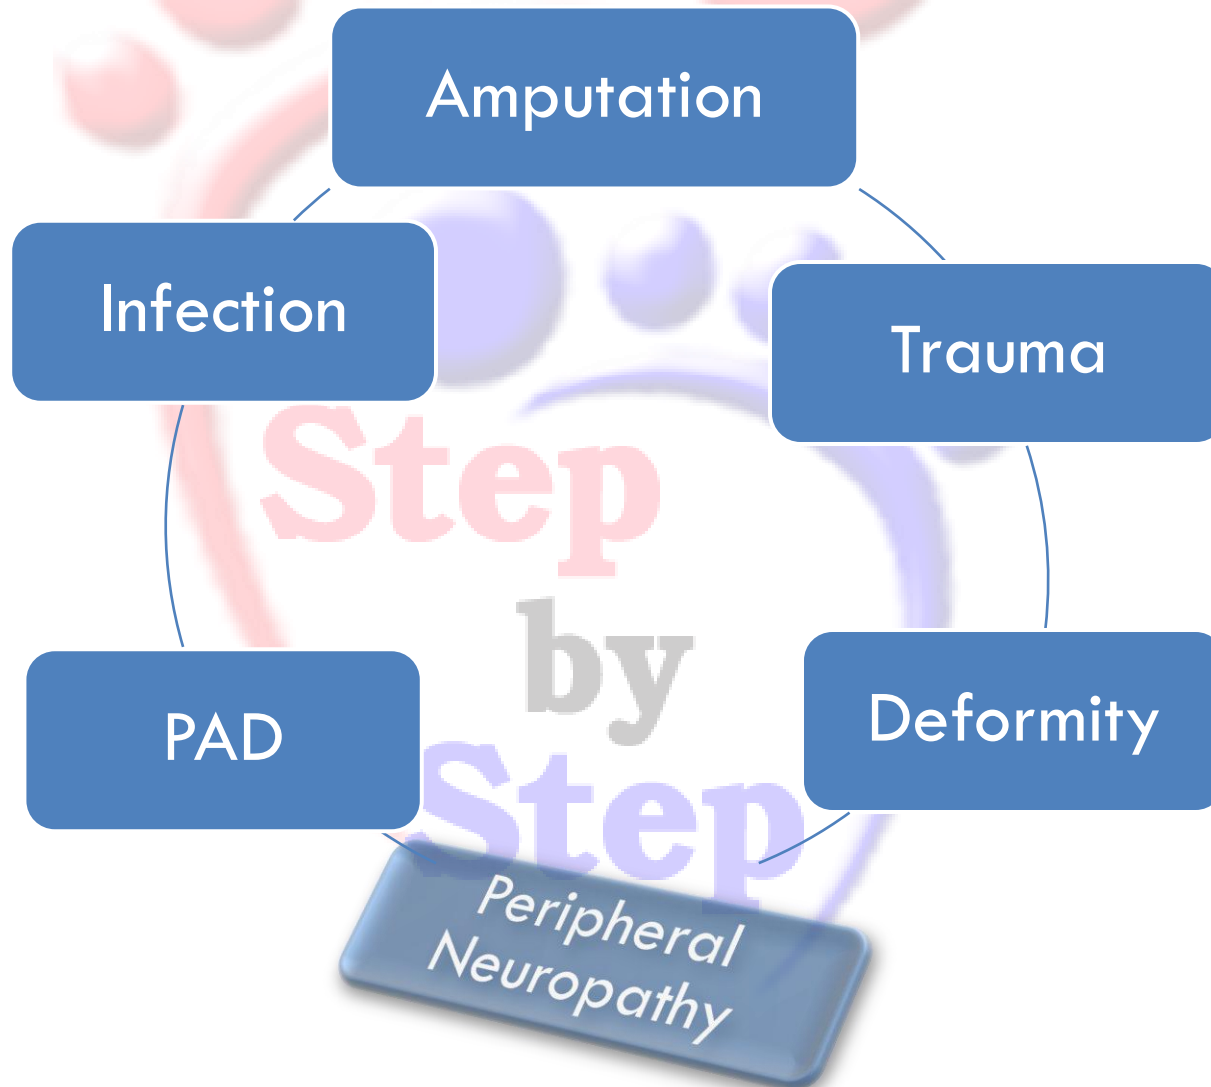 Amputation
Infection
Trauma
Step
by
Step
PAD
Deformity
Peripheral
Neuropathy